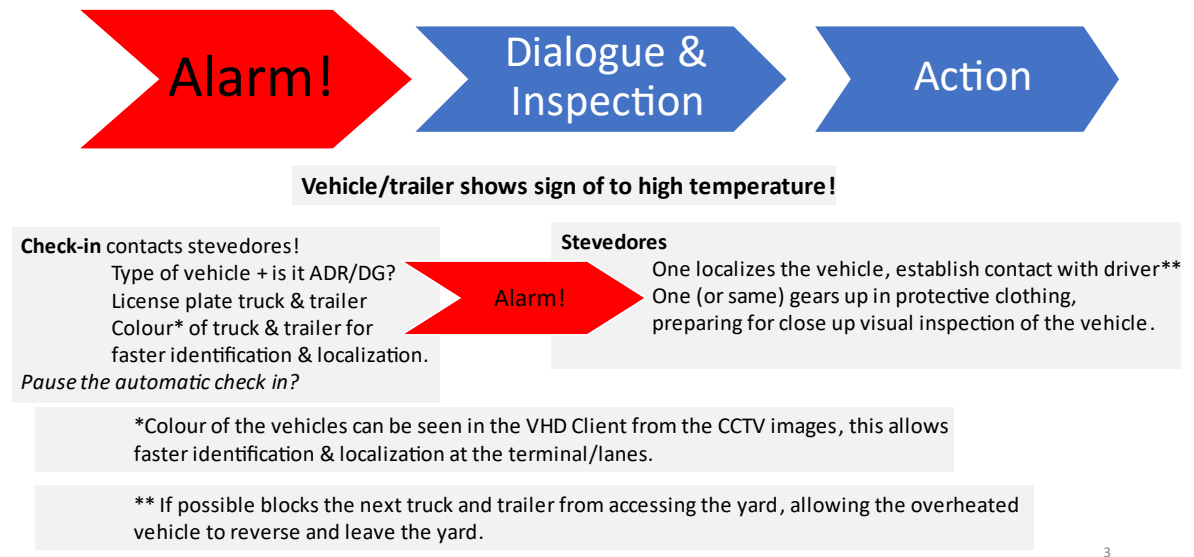 Alarm!
Dialogue &
Inspection
Action
Vehicle/trailer shows sign of to high temperature!
Check-in contacts stevedores!
Type of vehicle + is it ADR/DG?
License plate truck & trailer
Colour* of truck & trailer for
faster identification & localization.
Pause the automatic check in?
Alarm!
Stevedores
One localizes the vehicle, establish contact with driver**
One (or same) gears up in protective clothing,
preparing for close up visual inspection of the vehicle.
*Colour of the vehicles can be seen in the VHD Client from the CCTV images, this allows
faster identification & localization at the terminal/lanes.
** If possible blocks the next truck and trailer from accessing the yard, allowing the overheated
vehicle to reverse and leave the yard.
3